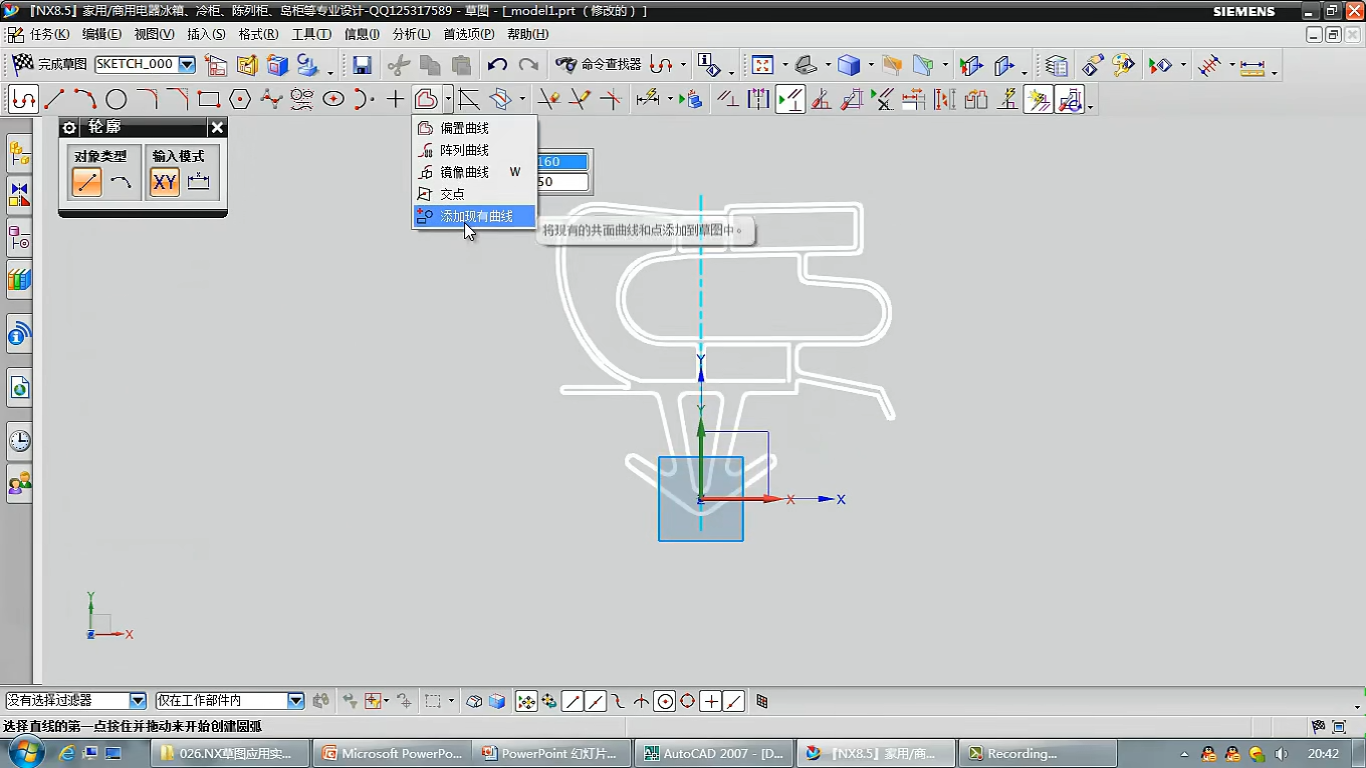 『NX8.5』家用/商用电器冰箱、冷柜、陈列柜、岛柜等专业设计-QQ125317589 - 草图 - [_model1.prt （修改的）]
SIEMENS
任务(K) 编辑(E) 视图(V) 插入(S) 格式(R) 工具(T) 信息(I) 分析(L) 首选项(P) 帮助(H)
完成草图 SKETCH_000 命令查找器
轮廓
对象类型 输入模式
XY
偏置曲线
阵列曲线
镜像曲线 W
交点
添加现有曲线
160
50
将现有的共面曲线和点添加到草图中。
Y
Y
X X
Y
Z X
没有选择过滤器 仅在工作部件内
选择直线的第一点按住并拖动来开始创建圆弧
026.NX草图应用实... Microsoft PowerPo... PowerPoint 幻灯片... AutoCAD 2007 - [D... 『NX8.5』家用/商... Recording... 20:42